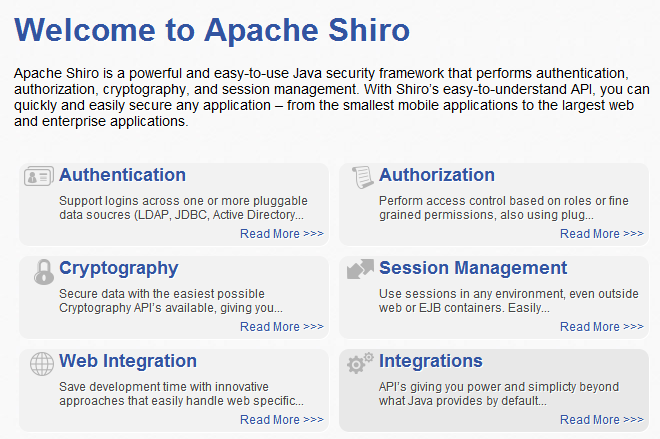 Welcome to Apache Shiro
Apache Shiro is a powerful and easy-to-use Java security framework that performs authentication,
authorization, cryptography, and session management. With Shiro's easy-to-understand API, you can
quickly and easily secure any application – from the smallest mobile applications to the largest web
and enterprise applications.
Authentication
Support logins across one or more pluggable
data soucres (LDAP, JDBC, Active Directory...
Read More >>>
Authorization
Perform access control based on roles or fine
grained permissions, also using plug...
Read More >>>
Cryptography
Secure data with the easiest possible
Cryptography API's available, giving you...
Read More >>>
Session Management
Use sessions in any environment, even outside
web or EJB containers. Easily...
Read More >>>
Web Integration
Save development time with innovative
approaches that easily handle web specific...
Read More >>>
Integrations
API's giving you power and simplicty beyond
what Java provides by default...
Read More >>>